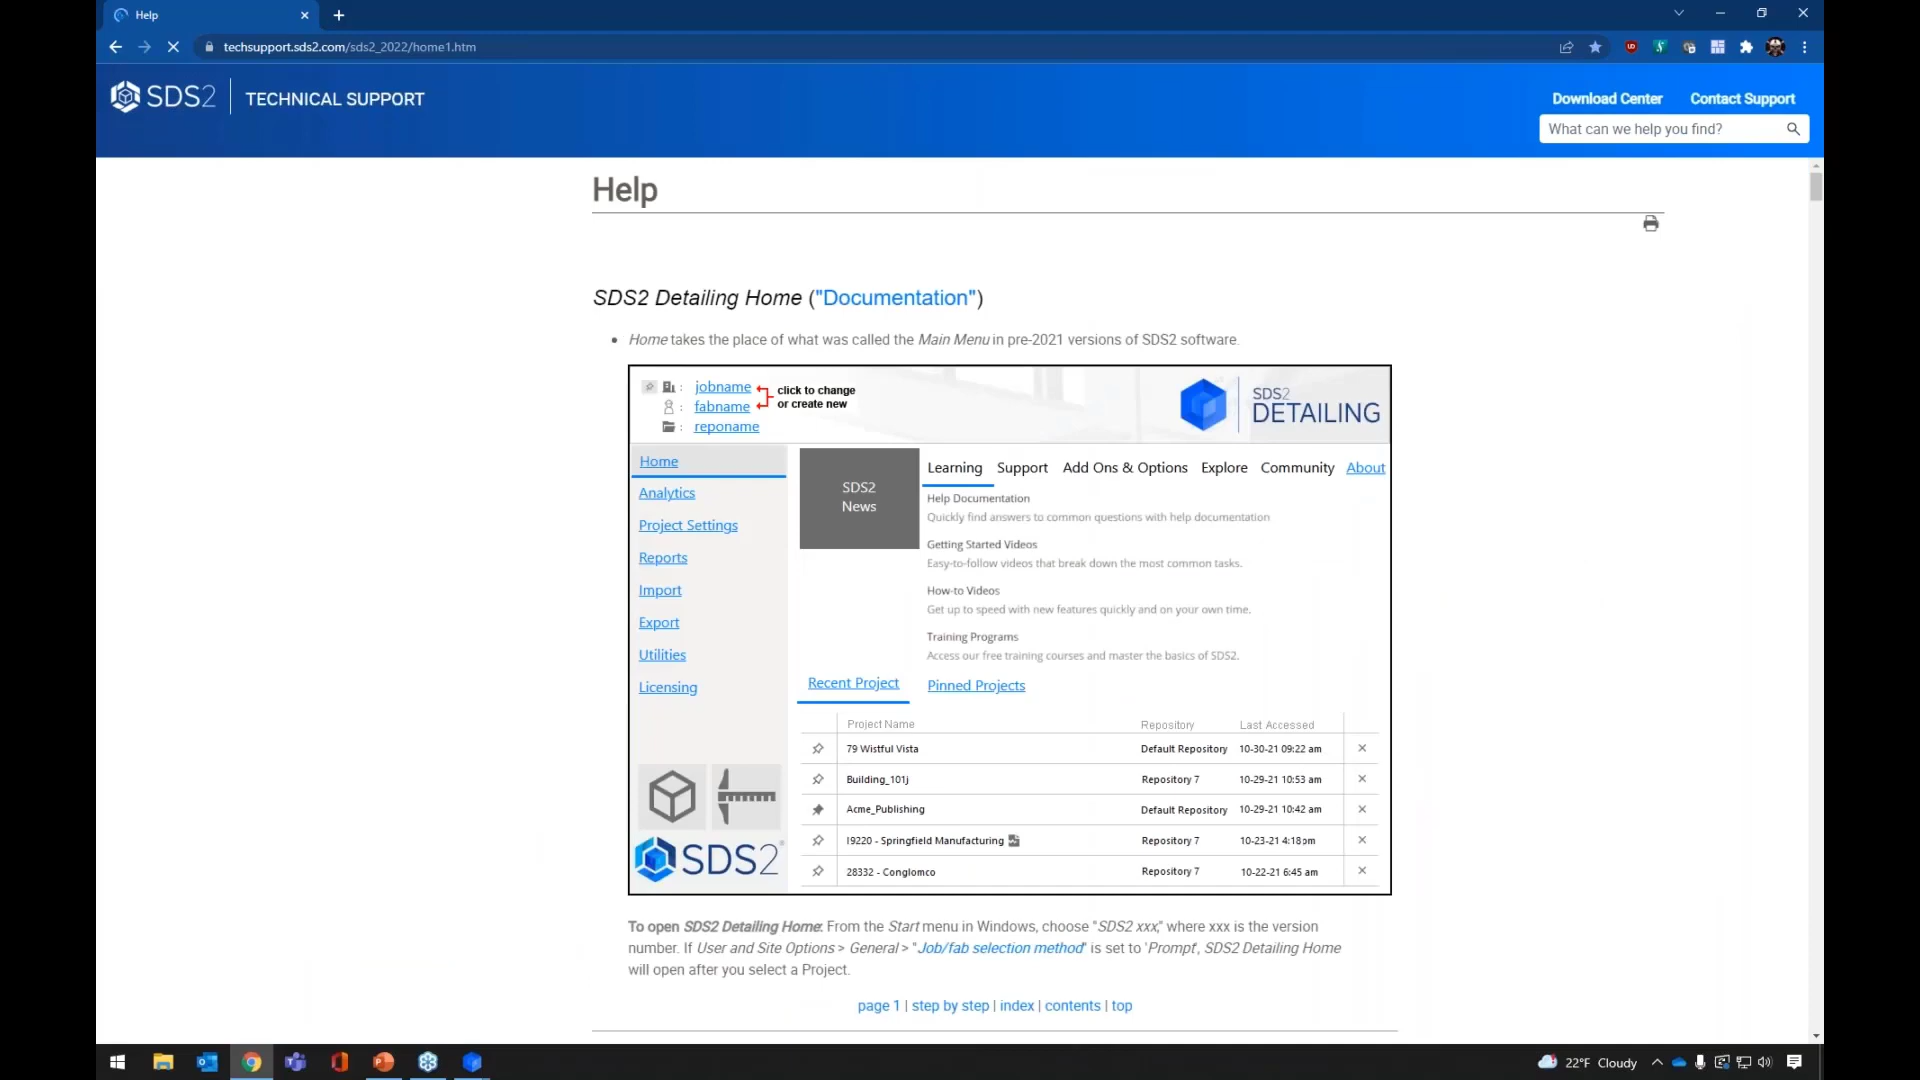 Help
techsupport.sds2.com/sds2_2022/home1.htm
SDS2 TECHNICAL SUPPORT
Download Center Contact Support
What can we help you find?
Help
SDS2 Detailing Home ("Documentation")
Home takes the place of what was called the Main Menu in pre-2021 versions of SDS2 software.
: jobname
: fabname
: reponame
click to change
or create new
SDS2
DETAILING
Home
Analytics
Project Settings
Reports
Import
Export
Utilities
Licensing
SDS2
SDS2
News
Learning Support Add Ons & Options Explore Community About
Help Documentation
Quickly find answers to common questions with help documentation
Getting Started Videos
Easy-to-follow videos that break down the most common tasks.
How-to Videos
Get up to speed with new features quickly and on your own time.
Training Programs
Access our free training courses and master the basics of SDS2.
Recent Project Pinned Projects
Project Name Repository Last Accessed
79 Wistful Vista Default Repository 10-30-21 09:22 am
Building_101j Repository 7 10-29-21 10:53 am
Acme_Publishing Default Repository 10-29-21 10:42 am
I9220 - Springfield Manufacturing Repository 7 10-23-21 4:18pm
28332 - Conglomco Repository 7 10-22-21 6:45 am
To open SDS2 Detailing Home: From the Start menu in Windows, choose "SDS2 xxx," where xxx is the version
number. If User and Site Options > General > "Job/fab selection method" is set to 'Prompt', SDS2 Detailing Home
will open after you select a Project.
page 1 | step by step | index | contents | top
22°F Cloudy